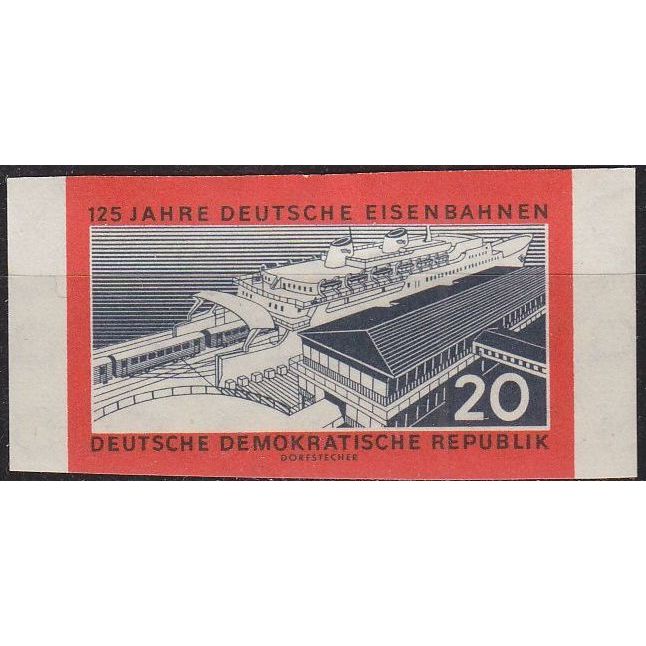 125 JAHRE DEUTSCHE EISENBAHNEN
20
DEUTSCHE DEMOKRATISCHE REPUBLIK
DORFSTECHER